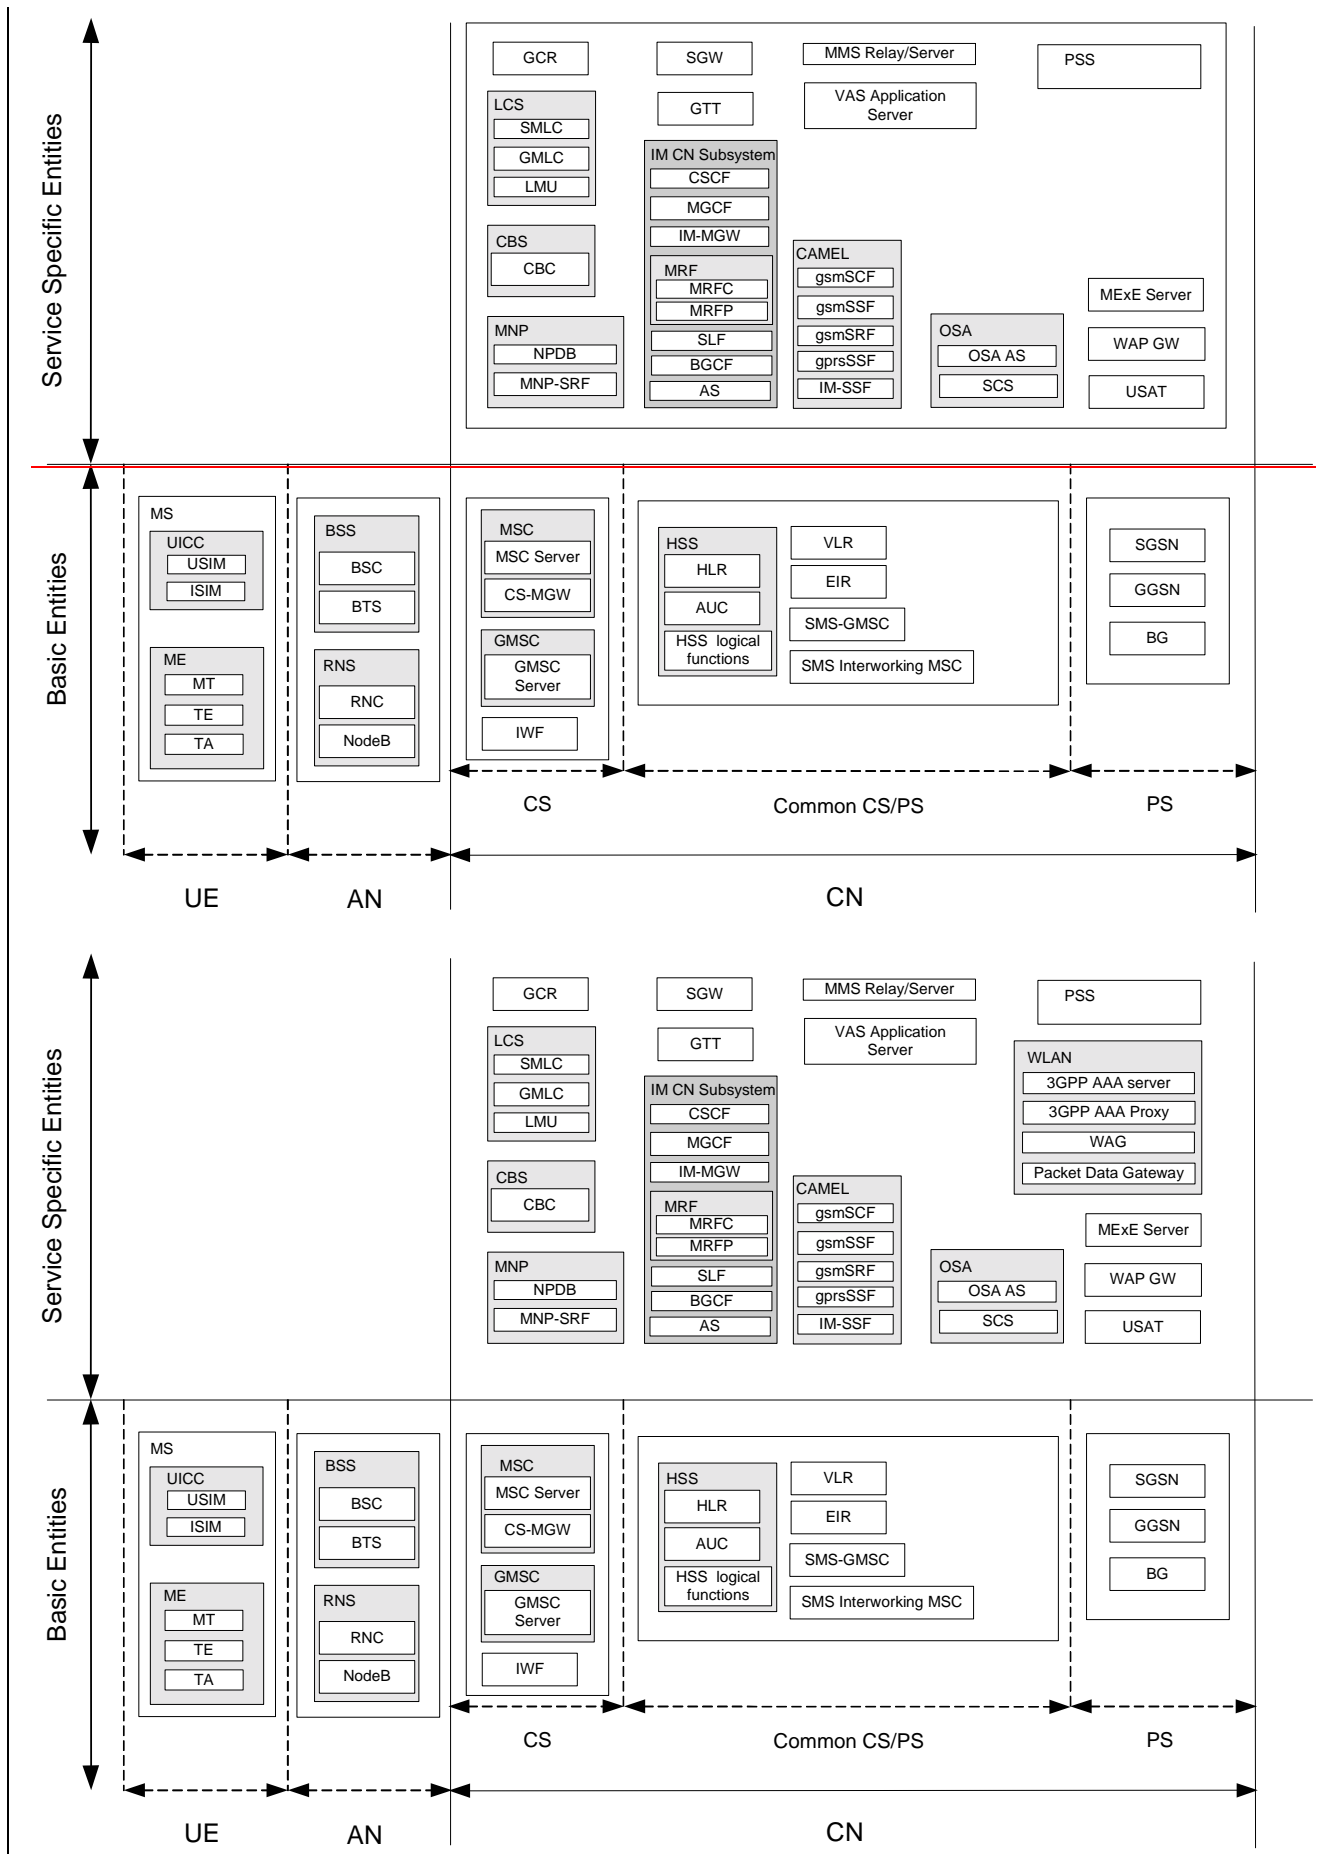 Service Specific Entities
GCR
SGW
MMS Relay/Server
PSS
LCS
SMLC
GMLC
LMU
GTT
VAS Application
Server
IM CN Subsystem
CSCF
MGCF
IM-MGW
MRF
MRFC
MRFP
SLF
BGCF
AS
CBS
CBC
MNP
NPDB
MNP-SRF
CAMEL
gsmSCF
gsmSSF
gsmSRF
gprsSSF
IM-SSF
OSA
OSA AS
SCS
MExE Server
WAP GW
USAT
Basic Entities
MS
UICC
USIM
ISIM
ME
MT
TE
TA
BSS
BSC
BTS
RNS
RNC
NodeB
MSC
MSC Server
CS-MGW
GMSC
GMSC
Server
IWF
HSS
HLR
AUC
HSS logical
functions
VLR
EIR
SMS-GMSC
SMS Interworking MSC
SGSN
GGSN
BG
CS
Common CS/PS
PS
UE
AN
CN
Service Specific Entities
GCR
SGW
MMS Relay/Server
PSS
LCS
SMLC
GMLC
LMU
GTT
VAS Application
Server
WLAN
3GPP AAA server
3GPP AAA Proxy
WAG
Packet Data Gateway
IM CN Subsystem
CSCF
MGCF
IM-MGW
MRF
MRFC
MRFP
SLF
BGCF
AS
CBS
CBC
MNP
NPDB
MNP-SRF
CAMEL
gsmSCF
gsmSSF
gsmSRF
gprsSSF
IM-SSF
OSA
OSA AS
SCS
MExE Server
WAP GW
USAT
Basic Entities
MS
UICC
USIM
ISIM
ME
MT
TE
TA
BSS
BSC
BTS
RNS
RNC
NodeB
MSC
MSC Server
CS-MGW
GMSC
GMSC
Server
IWF
HSS
HLR
AUC
HSS logical
functions
VLR
EIR
SMS-GMSC
SMS Interworking MSC
SGSN
GGSN
BG
CS
Common CS/PS
PS
UE
AN
CN